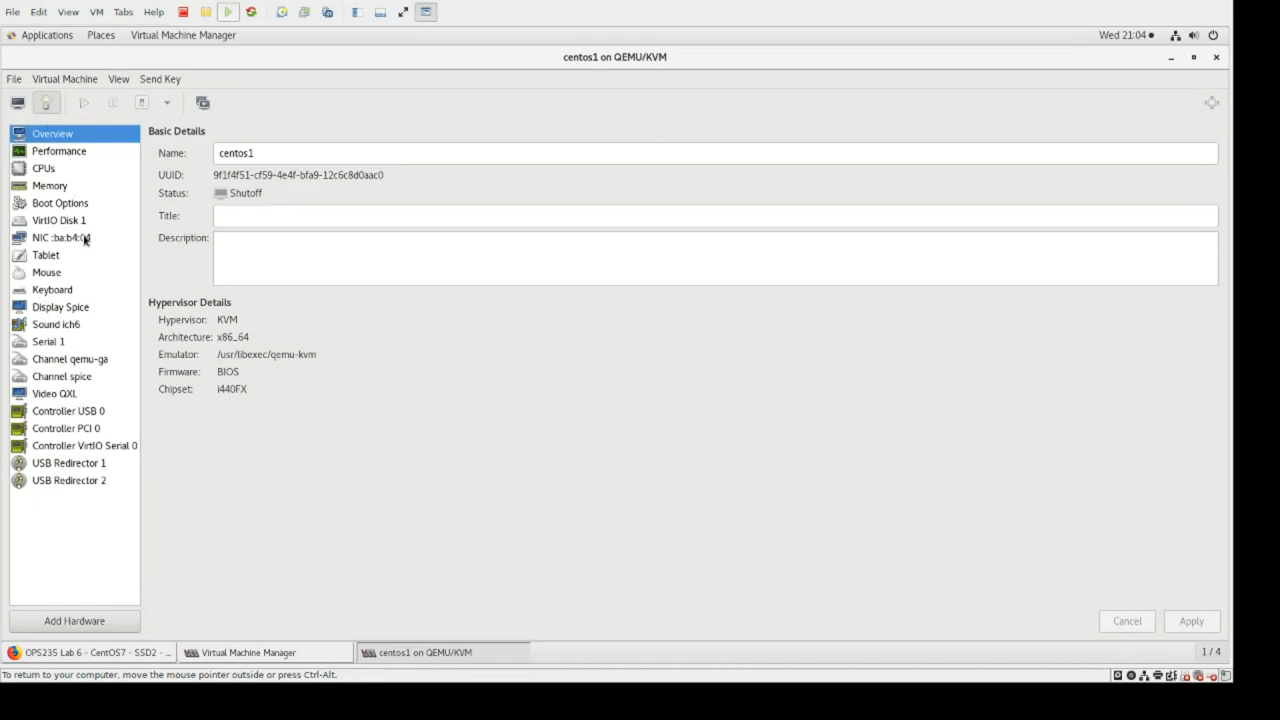 File Edit View VM Tabs Help
Applications Places Virtual Machine Manager Wed 21:04
centos1 on QEMU/KVM
File Virtual Machine View Send Key
Overview
Performance
CPUs
Memory
Boot Options
VirtIO Disk 1
NIC
Tablet
Mouse
Keyboard
Display Spice
Sound ich6
Serial 1
Channel qemu-ga
Channel spice
Video QXL
Controller USB 0
Controller PCI 0
Controller VirtIO Serial 0
USB Redirector 1
USB Redirector 2
Add Hardware
Basic Details
Name: centos1
UUID: 9f1f4f51-cf59-4e4f-bfa9-12c6c8d0aac0
Status: Shutoff
Title:
Description:
Hypervisor Details
Hypervisor: KVM
Architecture: x86_64
Emulator: /usr/libexec/qemu-kvm
Firmware: BIOS
Chipset: i440FX
Cancel Apply
OPS235 Lab 6 - CentOS7 - SSD2 - ... Virtual Machine Manager centos1 on QEMU/KVM 1 / 4
To return to your computer, move the mouse pointer outside or press Ctrl-Alt.